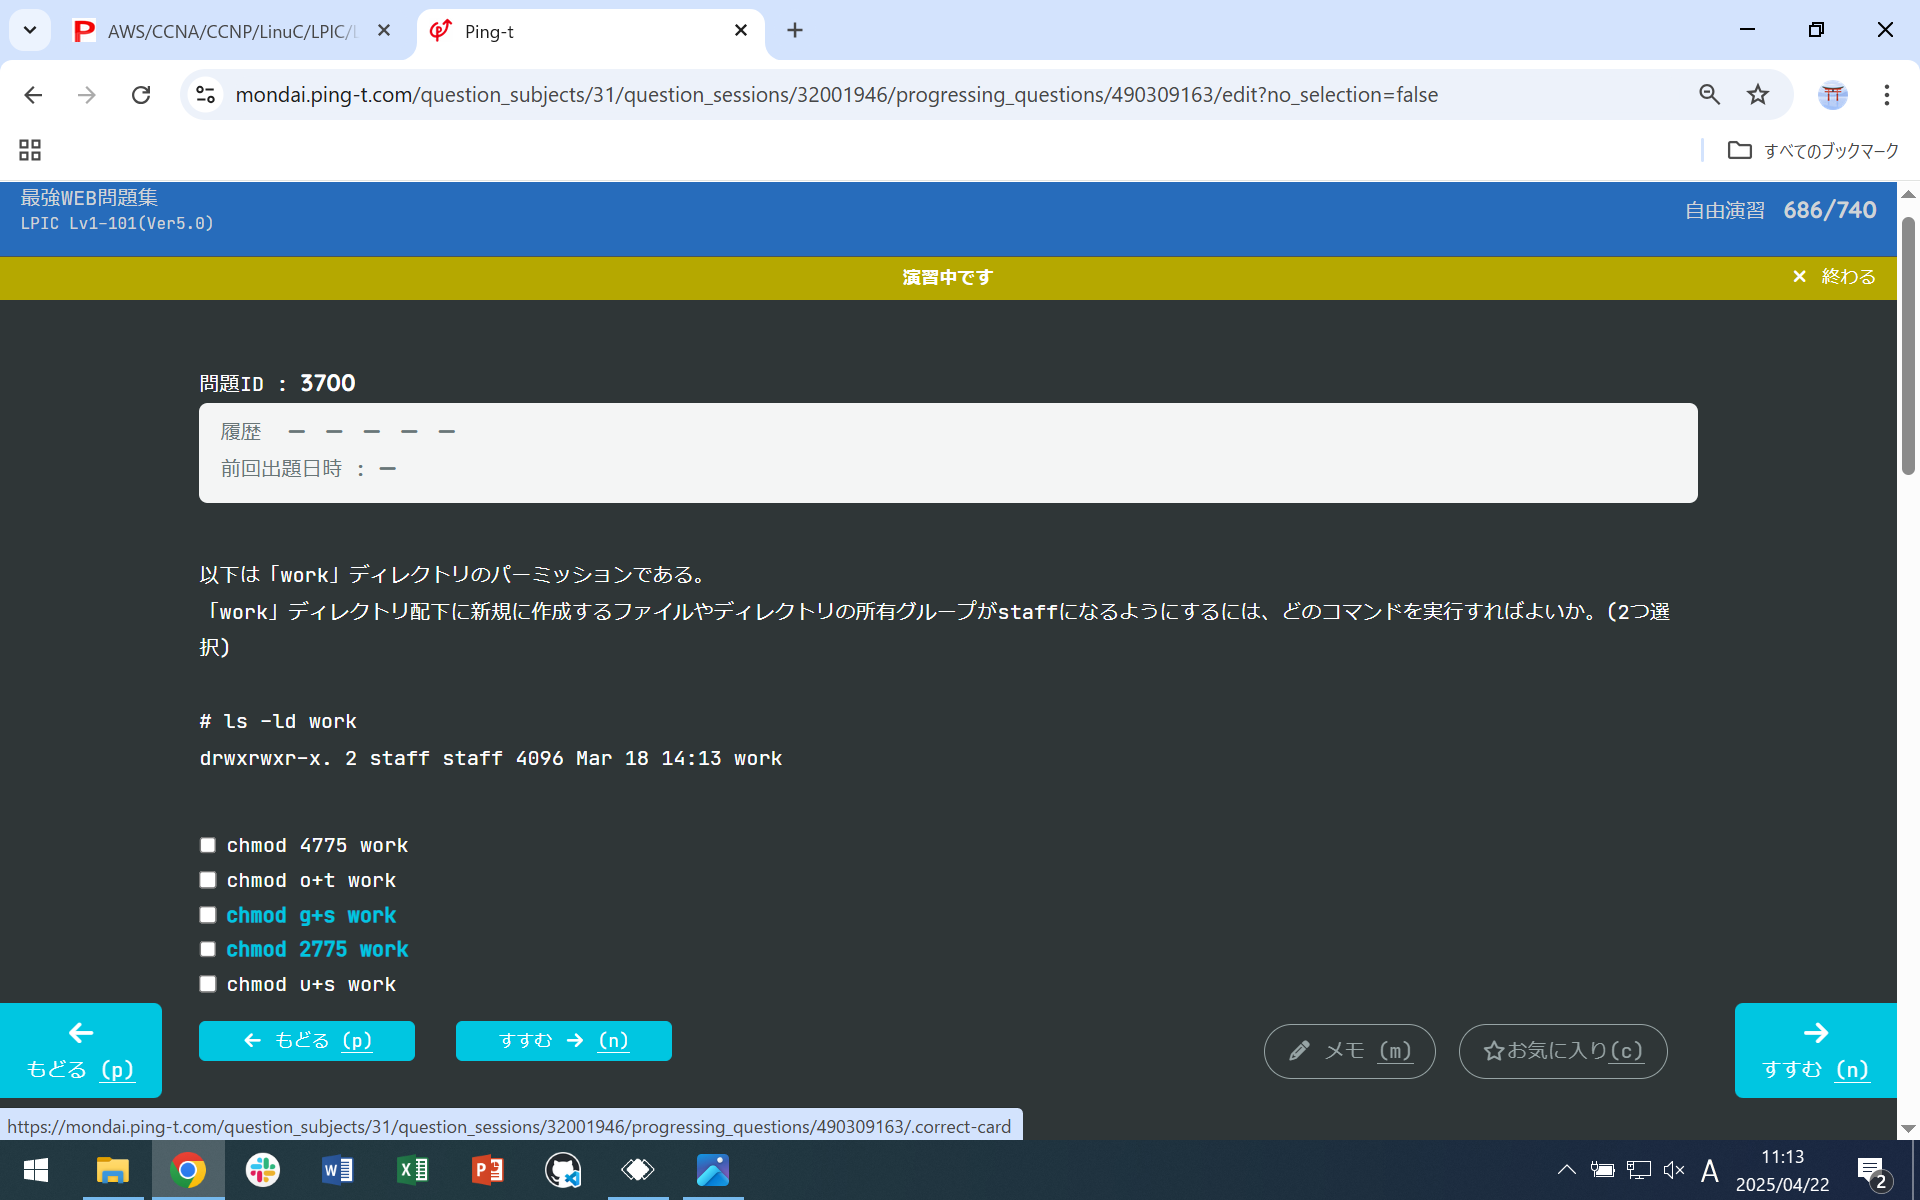 AWS/CCNA/CCNP/LinuC/LPIC/
Ping-t
mondai.ping-t.com/question_subjects/31/question_sessions/32001946/progressing_questions/490309163/edit?no_selection=false
すべてのブックマーク
最強WEB問題集
LPIC Lv1-101(Ver5.0)
自由演習 686/740
演習中です
× 終わる
問題ID : 3700
履歴 － － － － －
前回出題日時 : －
以下は「work」ディレクトリのパーミッションである。
「work」ディレクトリ配下に新規に作成するファイルやディレクトリの所有グループがstaffになるようにするには、どのコマンドを実行すればよいか。(2つ選
択)
# ls -ld work
drwxrwxr-x. 2 staff staff 4096 Mar 18 14:13 work
chmod 4775 work
chmod o+t work
chmod g+s work
chmod 2775 work
chmod u+s work
← もどる (p)
← もどる (p)
すすむ → (n)
メモ (m)
☆お気に入り(c)
→ すすむ (n)
https://mondai.ping-t.com/question_subjects/31/question_sessions/32001946/progressing_questions/490309163/.correct-card
A
11:13
2025/04/22
2